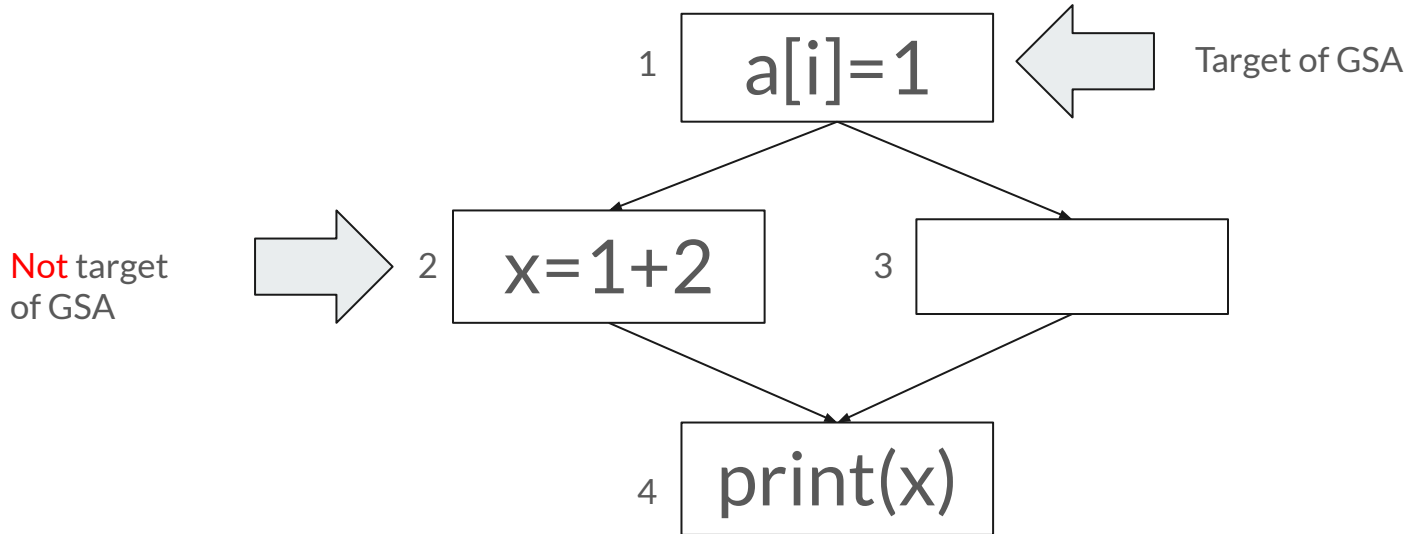 1
a[i]=1
Target of GSA
Not target
of GSA
2
x=1+2
3
4
print(x)